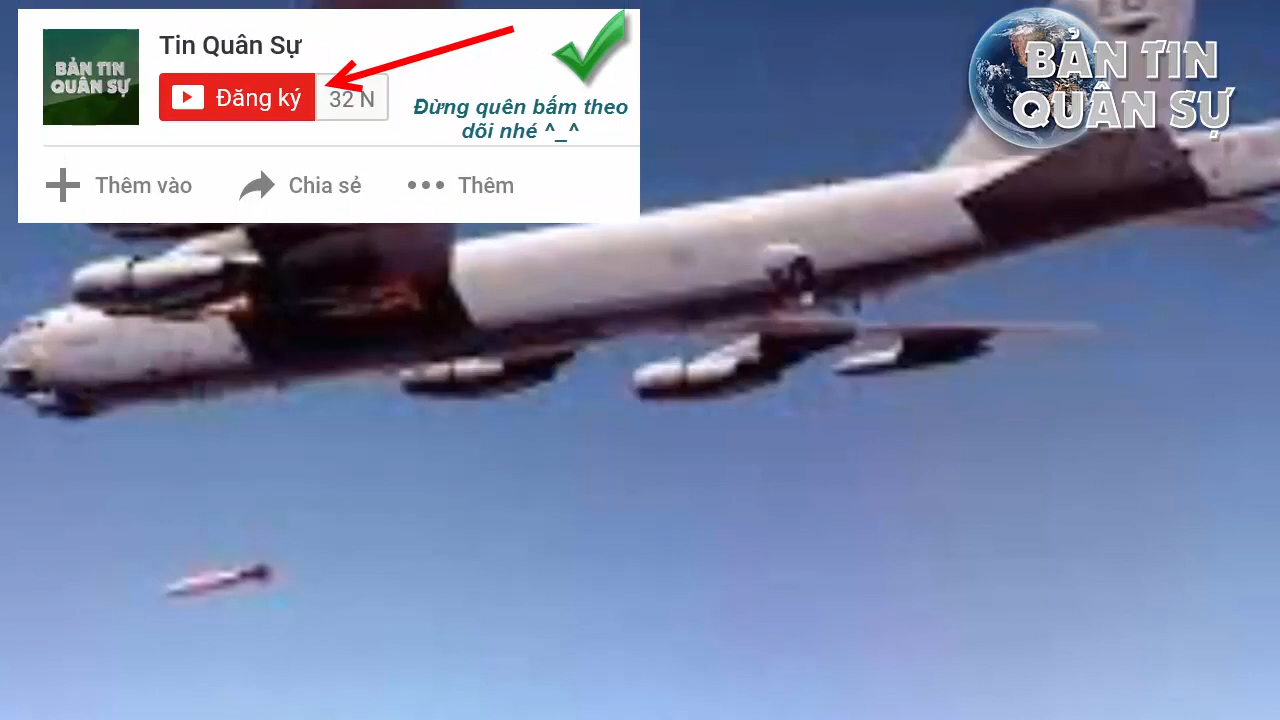 BẢN TIN
QUÂN SỰ
Tin Quân Sự
Đăng ký
32 N
Đừng quên bấm theo
dõi nhé ^_^
Thêm vào
Chia sẻ
Thêm
BẢN TIN
QUÂN SỰ